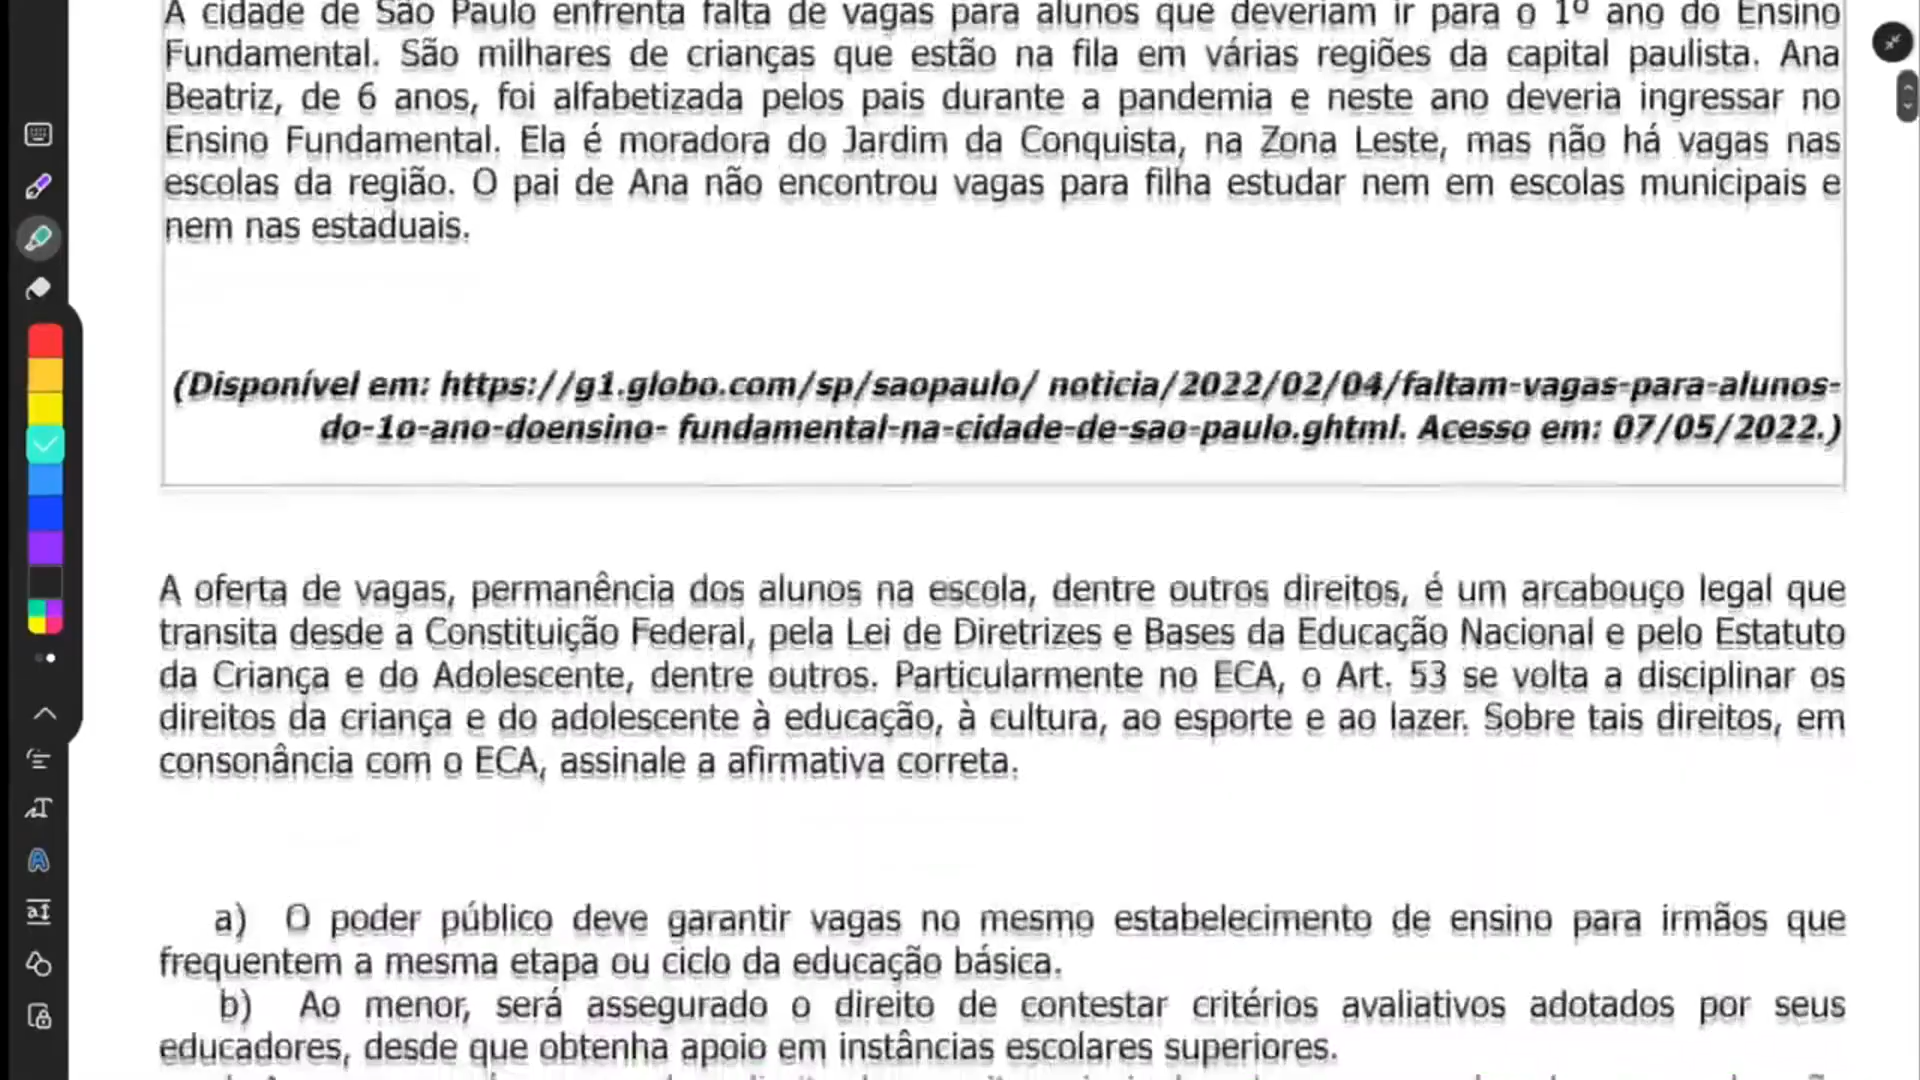 A cidade de São Paulo enfrenta falta de vagas para alunos que deveriam ir para o 1º ano do Ensino
Fundamental. São milhares de crianças que estão na fila em várias regiões da capital paulista. Ana
Beatriz, de 6 anos, foi alfabetizada pelos pais durante a pandemia e neste ano deveria ingressar no
Ensino Fundamental. Ela é moradora do Jardim da Conquista, na Zona Leste, mas não há vagas nas
escolas da região. O pai de Ana não encontrou vagas para filha estudar nem em escolas municipais e
nem nas estaduais.
(Disponível em: https://g1.globo.com/sp/saopaulo/ noticia/2022/02/04/faltam-vagas-para-alunos-
do-1o-ano-doensino- fundamental-na-cidade-de-sao-paulo.ghtml. Acesso em: 07/05/2022.)
A oferta de vagas, permanência dos alunos na escola, dentre outros direitos, é um arcabouço legal que
transita desde a Constituição Federal, pela Lei de Diretrizes e Bases da Educação Nacional e pelo Estatuto
da Criança e do Adolescente, dentre outros. Particularmente no ECA, o Art. 53 se volta a disciplinar os
direitos da criança e do adolescente à educação, à cultura, ao esporte e ao lazer. Sobre tais direitos, em
consonância com o ECA, assinale a afirmativa correta.
a) O poder público deve garantir vagas no mesmo estabelecimento de ensino para irmãos que
frequentem a mesma etapa ou ciclo da educação básica.
b) Ao menor, será assegurado o direito de contestar critérios avaliativos adotados por seus
educadores, desde que obtenha apoio em instâncias escolares superiores.